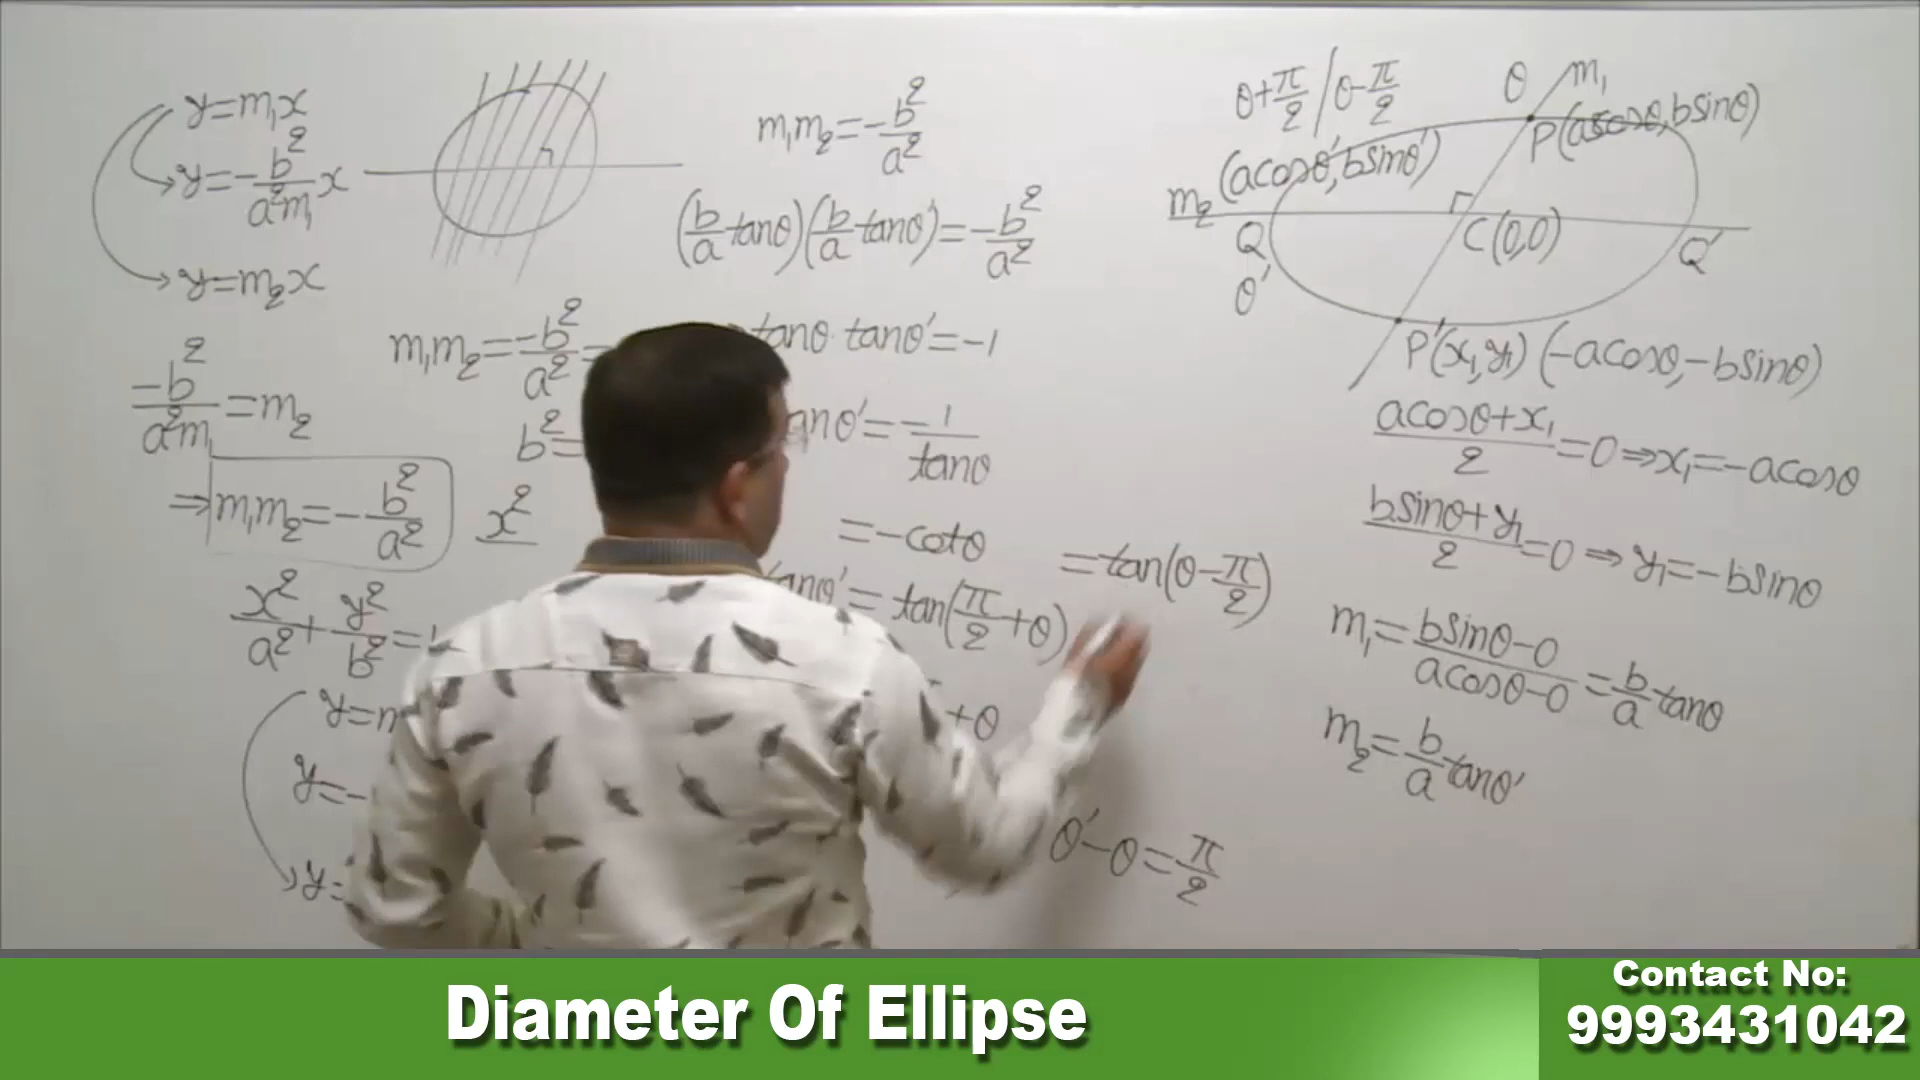 y=m₁x
y=-b²/a²m₁ x
y=m₂x
-b²/a²m₁=m₂
⇒ m₁m₂=-b²/a²
x²/a²+y²/b²=1
y=
y=-
y=
m₁m₂=-b²/a²=
b²=
x²
m₁m₂=-b²/a²
(b/a tanθ)(b/a tanθ')=-b²/a²
tanθ tanθ'=-1
anθ'=-1/tanθ
=-cotθ
tanθ'=tan(π/2+θ)
=tan(θ-π/2)
+θ
θ'-θ=π/2
θ+π/2/θ-π/2
θ m₁
P(acosθ,bsinθ)
(acosθ',bsinθ')
m₂
Q
θ'
C(0,0)
Q'
P'(x₁,y₁) (-acosθ,-bsinθ)
acosθ+x₁/2=0⇒x₁=-acosθ
bsinθ+y₁/2=0⇒y₁=-bsinθ
m₁=bsinθ-0/acosθ-0=b/a tanθ
m₂=b/a tanθ'
Diameter Of Ellipse
Contact No:
9993431042